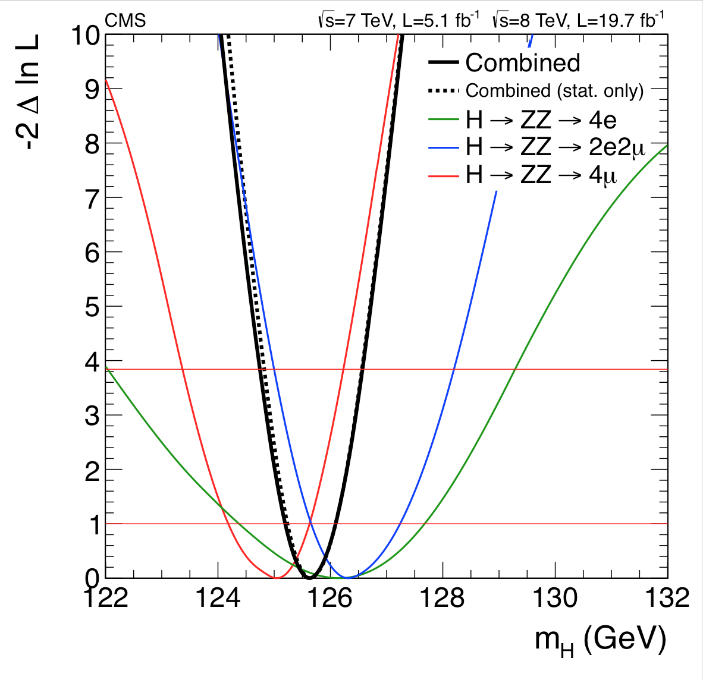 CMS √s=7 TeV, L=5.1 fb⁻¹ √s=8 TeV, L=19.7 fb⁻¹
-2 Δ ln L
10
9
8
7
6
5
4
3
2
1
0
Combined
Combined (stat. only)
H → ZZ → 4e
H → ZZ → 2e2μ
H → ZZ → 4μ
122 124 126 128 130 132
m_H (GeV)